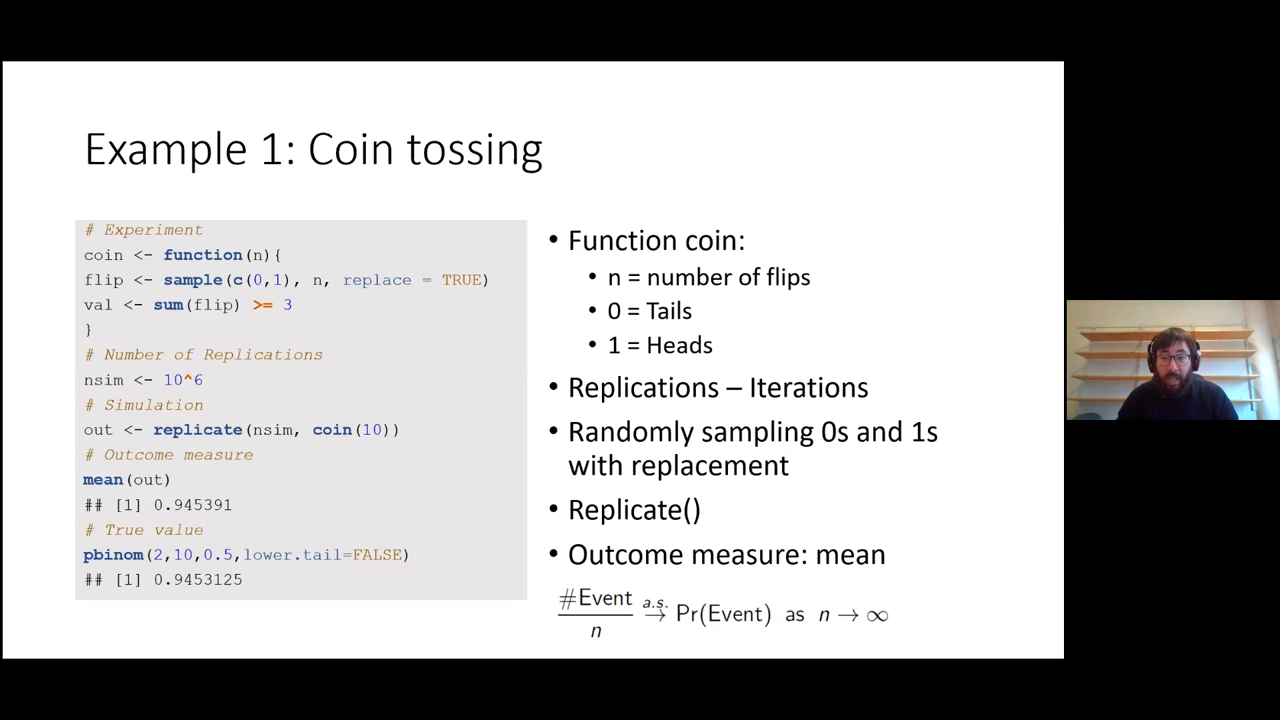 Example 1: Coin tossing
# Experiment
coin <- function(n){
flip <- sample(c(0,1), n, replace = TRUE)
val <- sum(flip) >= 3
}
# Number of Replications
nsim <- 10^6
# Simulation
out <- replicate(nsim, coin(10))
# Outcome measure
mean(out)
## [1] 0.945391
# True value
pbinom(2,10,0.5,lower.tail=FALSE)
## [1] 0.9453125
• Function coin:
• n = number of flips
• 0 = Tails
• 1 = Heads
• Replications – Iterations
• Randomly sampling 0s and 1s
with replacement
• Replicate()
• Outcome measure: mean
#Event
a.s.
→ Pr(Event) as n → ∞
n